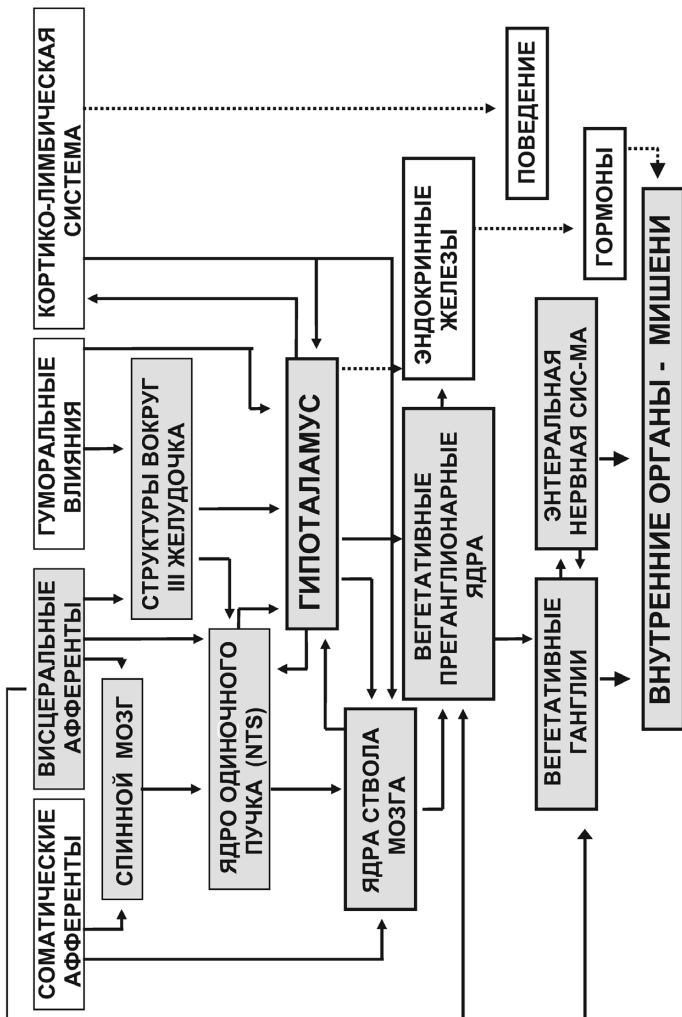 СОМАТИЧЕСКИЕ
АФФЕРЕНТЫ
ВИСЦЕРАЛЬНЫЕ
АФФЕРЕНТЫ
ГУМОРАЛЬНЫЕ
ВЛИЯНИЯ
КОРТИКО-ЛИМБИЧЕСКАЯ
СИСТЕМА
СПИННОЙ МОЗГ
СТРУКТУРЫ ВОКРУГ
III ЖЕЛУДОЧКА
ЯДРО ОДИНОЧНОГО
ПУЧКА (NTS)
ГИПОТАЛАМУС
ЯДРА СТВОЛА
МОЗГА
ВЕГЕТАТИВНЫЕ
ПРЕГАНГЛИОНАРНЫЕ
ЯДРА
ЭНДОКРИННЫЕ
ЖЕЛЕЗЫ
ПОВЕДЕНИЕ
ВЕГЕТАТИВНЫЕ
ГАНГЛИИ
ЭНТЕРАЛЬНАЯ
НЕРВНАЯ СИС-МА
ГОРМОНЫ
ВНУТРЕННИЕ ОРГАНЫ - МИШЕНИ